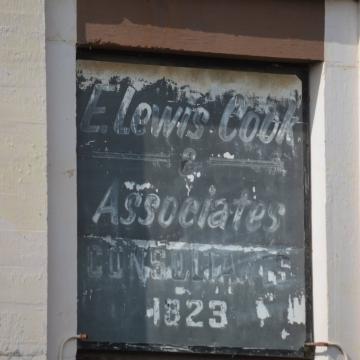 E. Lewis Cook
&
Associates
CONSULTANTS
1823